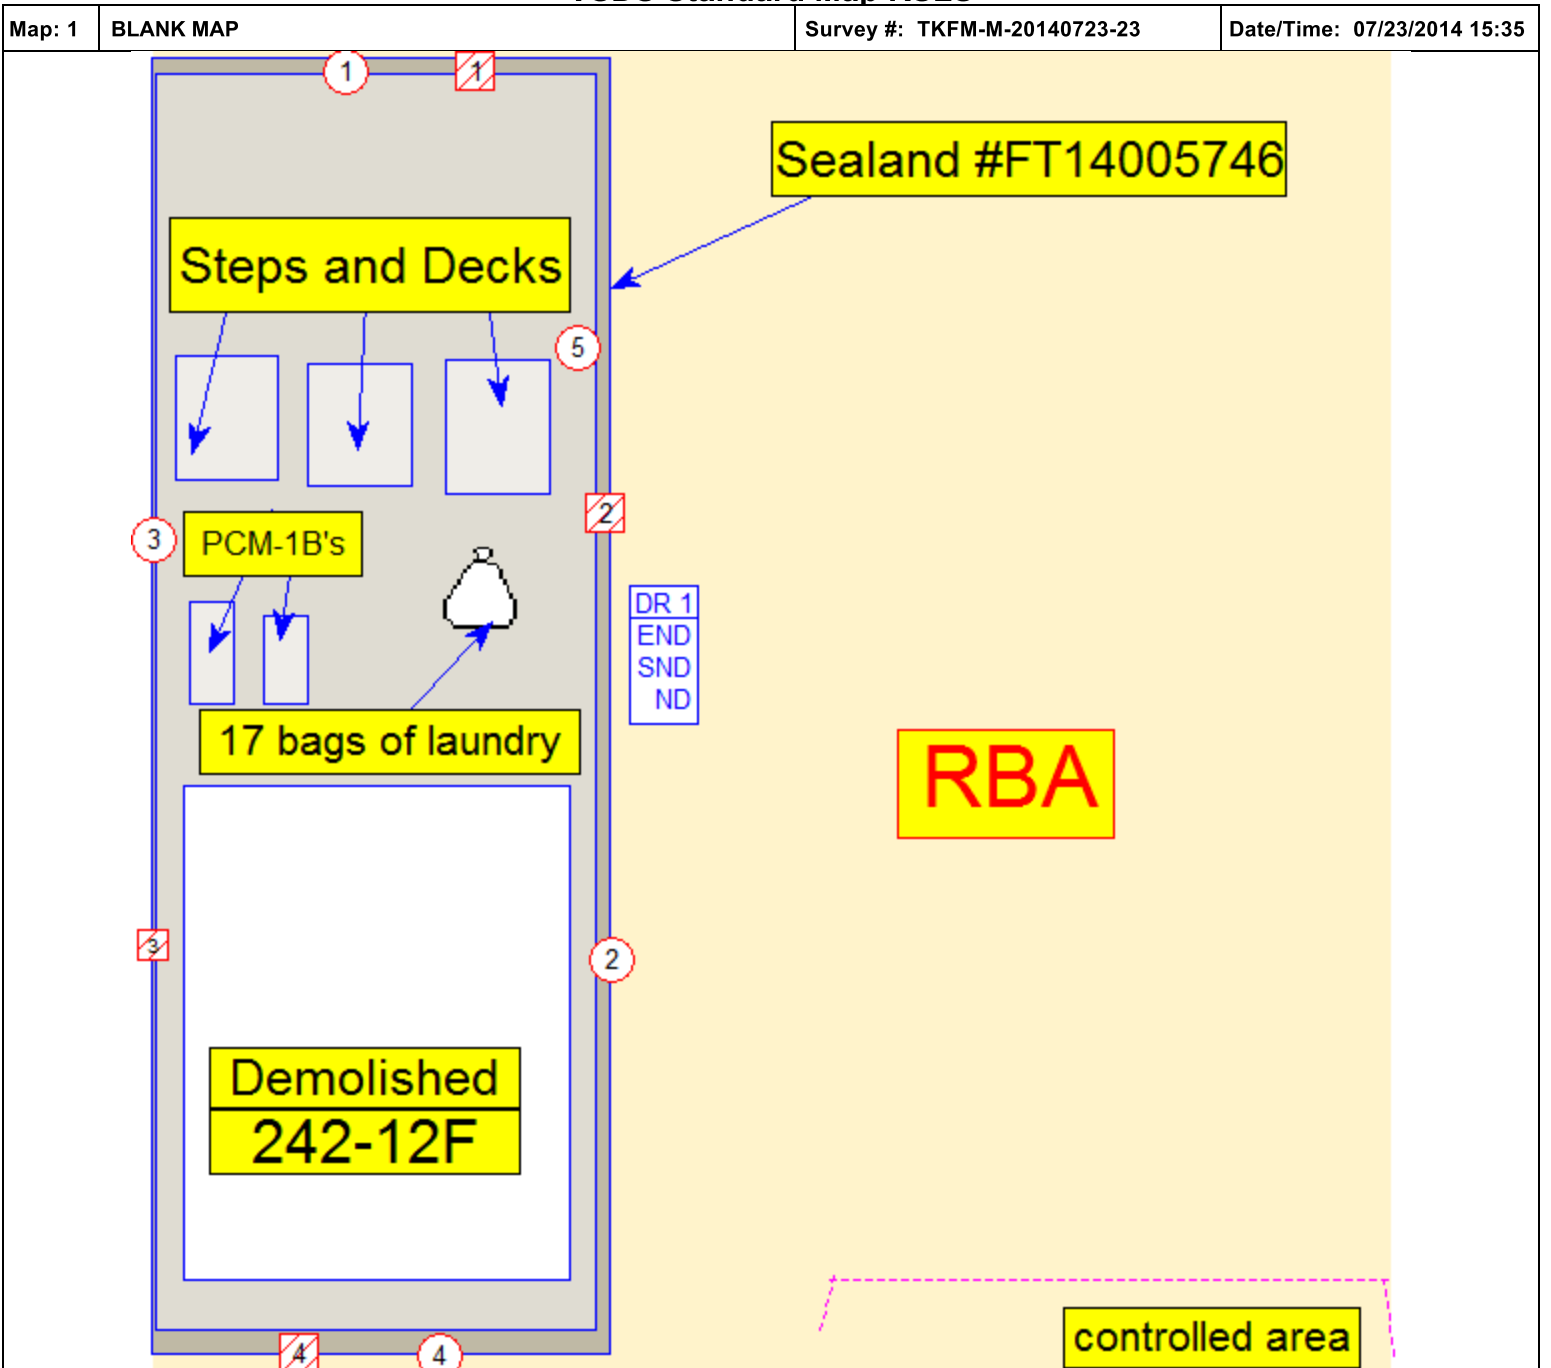 Map: 1
BLANK MAP
Survey #: TKFM-M-20140723-23
Date/Time: 07/23/2014 15:35
1
1
Sealand #FT14005746
Steps and Decks
5
2
3
PCM-1B's
DR 1
END
SND
ND
17 bags of laundry
RBA
3
2
Demolished
242-12F
controlled area
4
4